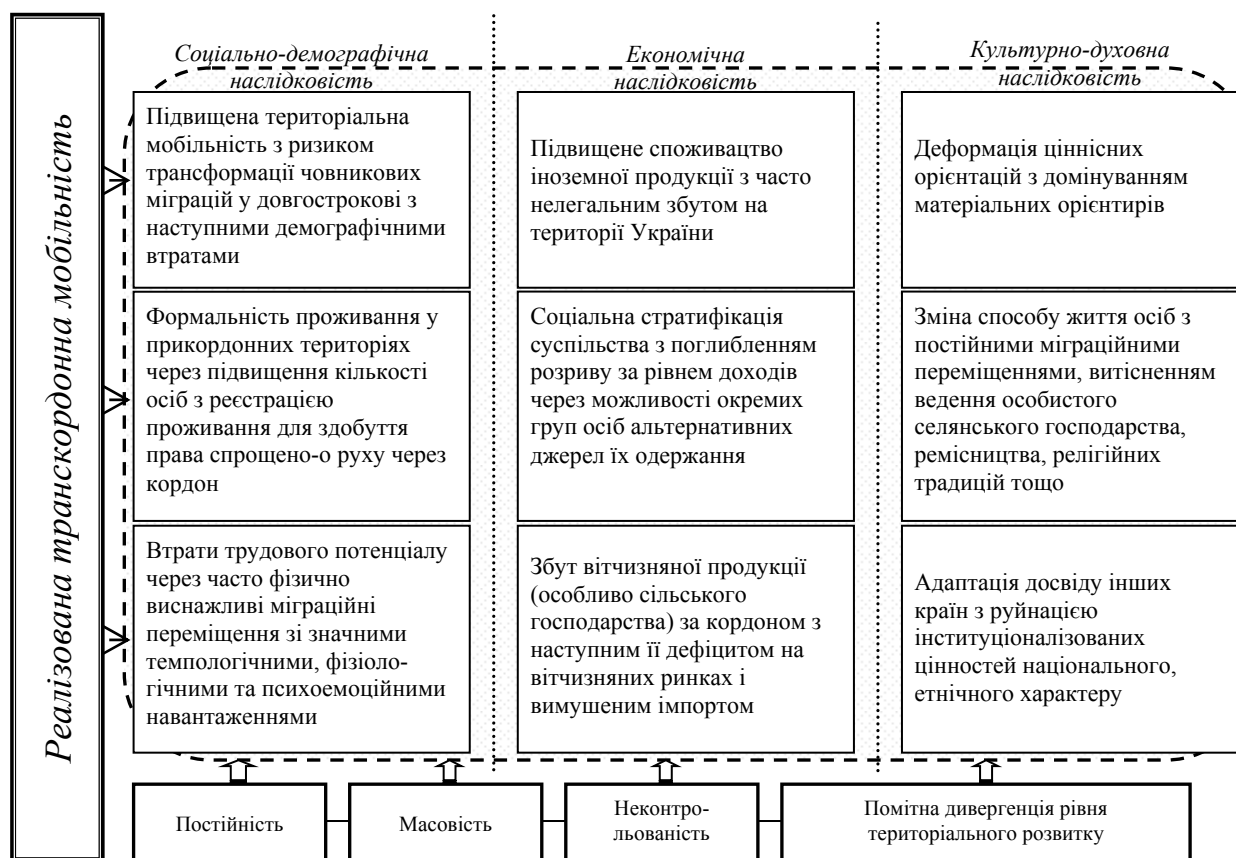 Реалізована транскордонна мобільність
Соціально-демографічна
наслідковість
Економічна
наслідковість
Культурно-духовна
наслідковість
Підвищена територіальна
мобільність з ризиком
трансформації човникових
міграцій у довгострокові з
наступними демографічними
втратами
Підвищене споживацтво
іноземної продукції з часто
нелегальним збутом на
території України
Деформація ціннісних
орієнтацій з домінуванням
матеріальних орієнтирів
Формальність проживання у
прикордонних територіях
через підвищення кількості
осіб з реєстрацією
проживання для здобуття
права спрощено-о руху через
кордон
Соціальна стратифікація
суспільства з поглибленням
розриву за рівнем доходів
через можливості окремих
груп осіб альтернативних
джерел їх одержання
Зміна способу життя осіб з
постійними міграційними
переміщеннями, витісненням
ведення особистого
селянського господарства,
ремісництва, релігійних
традицій тощо
Втрати трудового потенціалу
через часто фізично
виснажливі міграційні
переміщення зі значними
темпологічними, фізіоло-
гічними та психоемоційними
навантаженнями
Збут вітчизняної продукції
(особливо сільського
господарства) за кордоном з
наступним її дефіцитом на
вітчизняних ринках і
вимушеним імпортом
Адаптація досвіду інших
країн з руйнацією
інституціоналізованих
цінностей національного,
етнічного характеру
Постійність
Масовість
Неконтро-
льованість
Помітна дивергенція рівня
територіального розвитку